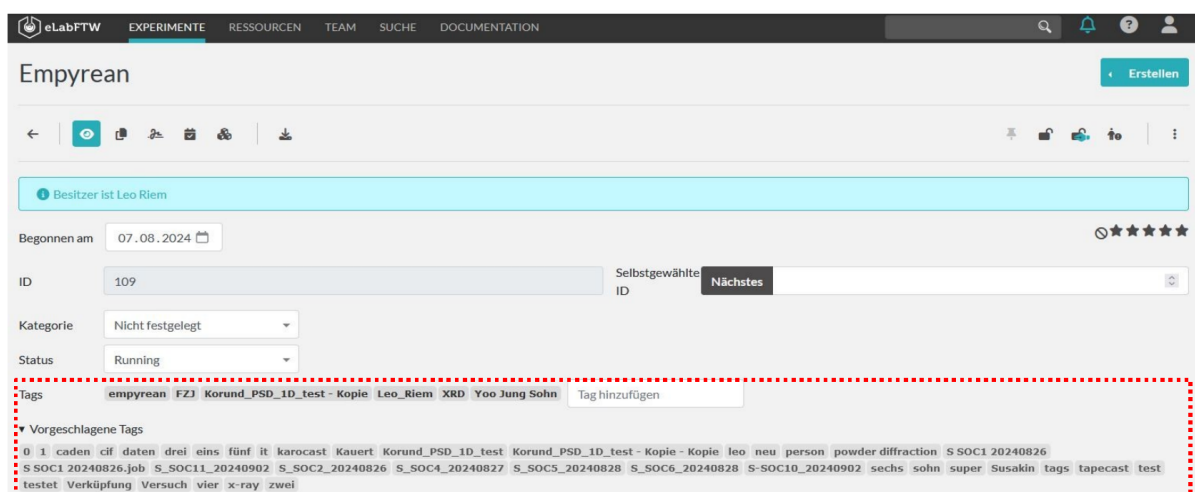 eLabFTW EXPERIMENTE RESSOURCEN TEAM SUCHE DOCUMENTATION
Empyrean
Erstellen
Besitzer ist Leo Riem
Begonnen am 07.08.2024
ID 109 Selbstgewählte ID Nächstes
Kategorie Nicht festgelegt
Status Running
Tags empyrean FZJ Korund_PSD_1D_test - Kopie Leo_Riem XRD Yoo Jung Sohn Tag hinzufügen
Vorgeschlagene Tags
0 1 caden cif daten drei eins fünf it karocast Kauert Korund_PSD_1D_test Korund_PSD_1D_test - Kopie - Kopie leo neu person powder diffraction S SOC1 20240826
S SOC1 20240826.job S_SOC11_20240902 S_SOC2_20240826 S_SOC4_20240827 S_SOC5_20240828 S_SOC6_20240828 S-SOC10_20240902 sechs sohn super Susakin tags tapecast test
testet Verküpfung Versuch vier x-ray zwei